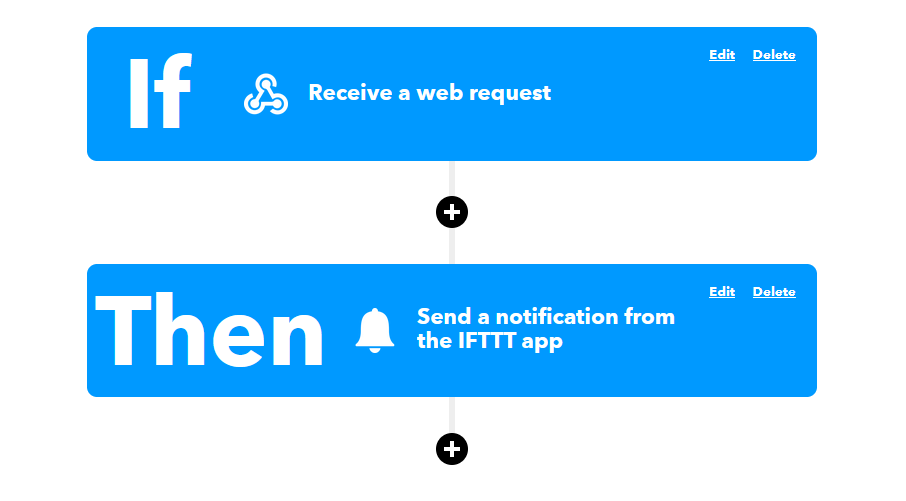 If
Receive a web request
Edit Delete
Then
Send a notification from
the IFTTT app
Edit Delete